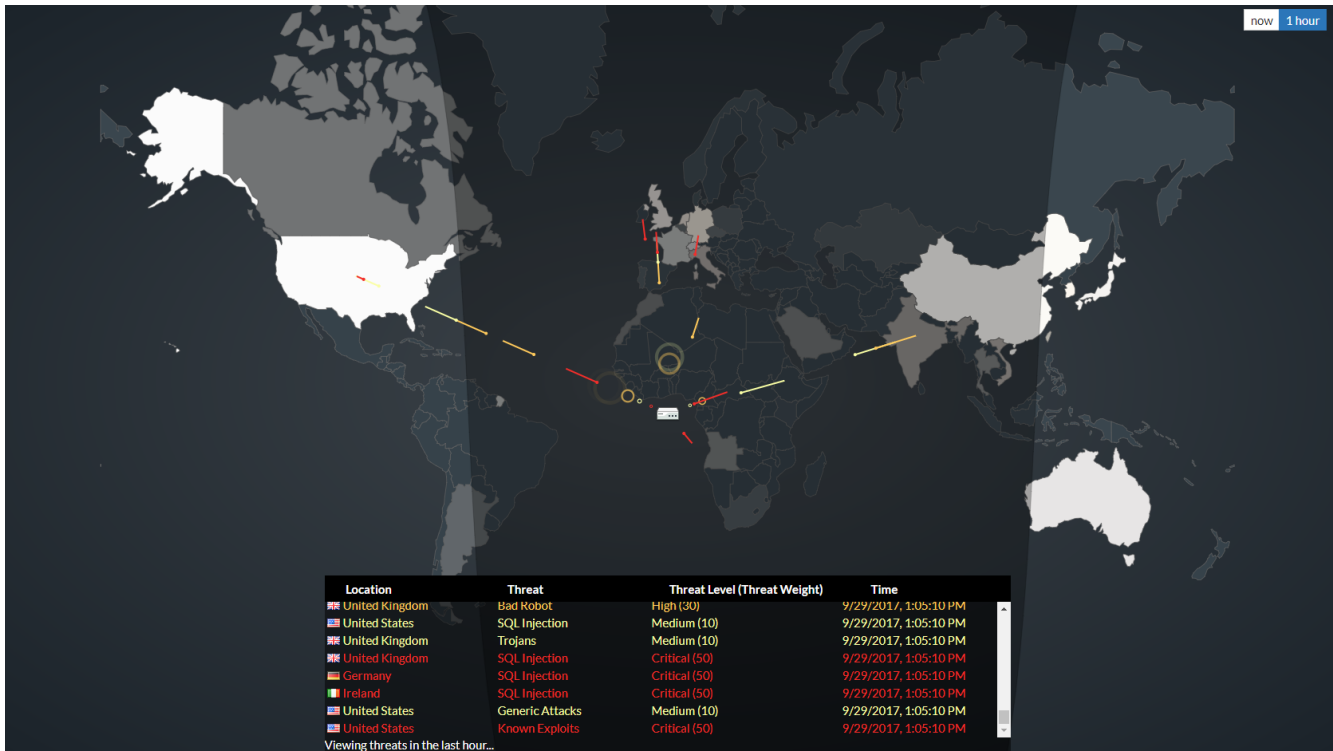 now 1 hour
Location Threat Threat Level (Threat Weight) Time
United Kingdom Bad Robot High (30) 9/29/2017, 1:05:10 PM
United States SQL Injection Medium (10) 9/29/2017, 1:05:10 PM
United Kingdom Trojans Medium (10) 9/29/2017, 1:05:10 PM
United Kingdom SQL Injection Critical (50) 9/29/2017, 1:05:10 PM
Germany SQL Injection Critical (50) 9/29/2017, 1:05:10 PM
Ireland SQL Injection Critical (50) 9/29/2017, 1:05:10 PM
United States Generic Attacks Medium (10) 9/29/2017, 1:05:10 PM
United States Known Exploits Critical (50) 9/29/2017, 1:05:10 PM
Viewing threats in the last hour...